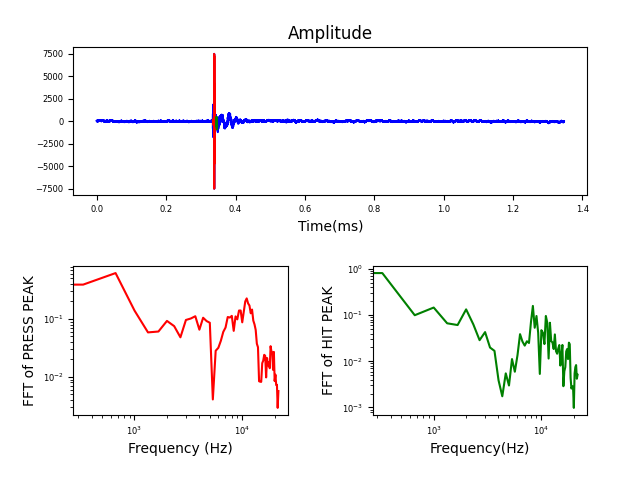 Amplitude
7500
5000
2500
0
−2500
−5000
−7500
0.0 0.2 0.4 0.6 0.8 1.0 1.2 1.4
Time(ms)
FFT of PRESS PEAK
10⁻¹
10⁻²
10³ 10⁴
Frequency (Hz)
FFT of HIT PEAK
10⁰
10⁻¹
10⁻²
10⁻³
10³ 10⁴
Frequency(Hz)